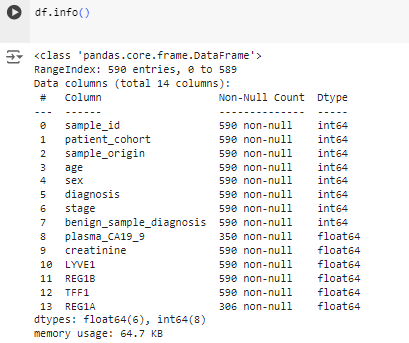 df.info()
<class 'pandas.core.frame.DataFrame'>
RangeIndex: 590 entries, 0 to 589
Data columns (total 14 columns):
 #   Column                   Non-Null Count  Dtype
---  ------                   --------------  -----
 0   sample_id                590 non-null    int64
 1   patient_cohort           590 non-null    int64
 2   sample_origin            590 non-null    int64
 3   age                      590 non-null    int64
 4   sex                      590 non-null    int64
 5   diagnosis                590 non-null    int64
 6   stage                    590 non-null    int64
 7   benign_sample_diagnosis  590 non-null    int64
 8   plasma_CA19_9            350 non-null    float64
 9   creatinine               590 non-null    float64
 10  LYVE1                    590 non-null    float64
 11  REG1B                    590 non-null    float64
 12  TFF1                     590 non-null    float64
 13  REG1A                    306 non-null    float64
dtypes: float64(6), int64(8)
memory usage: 64.7 KB